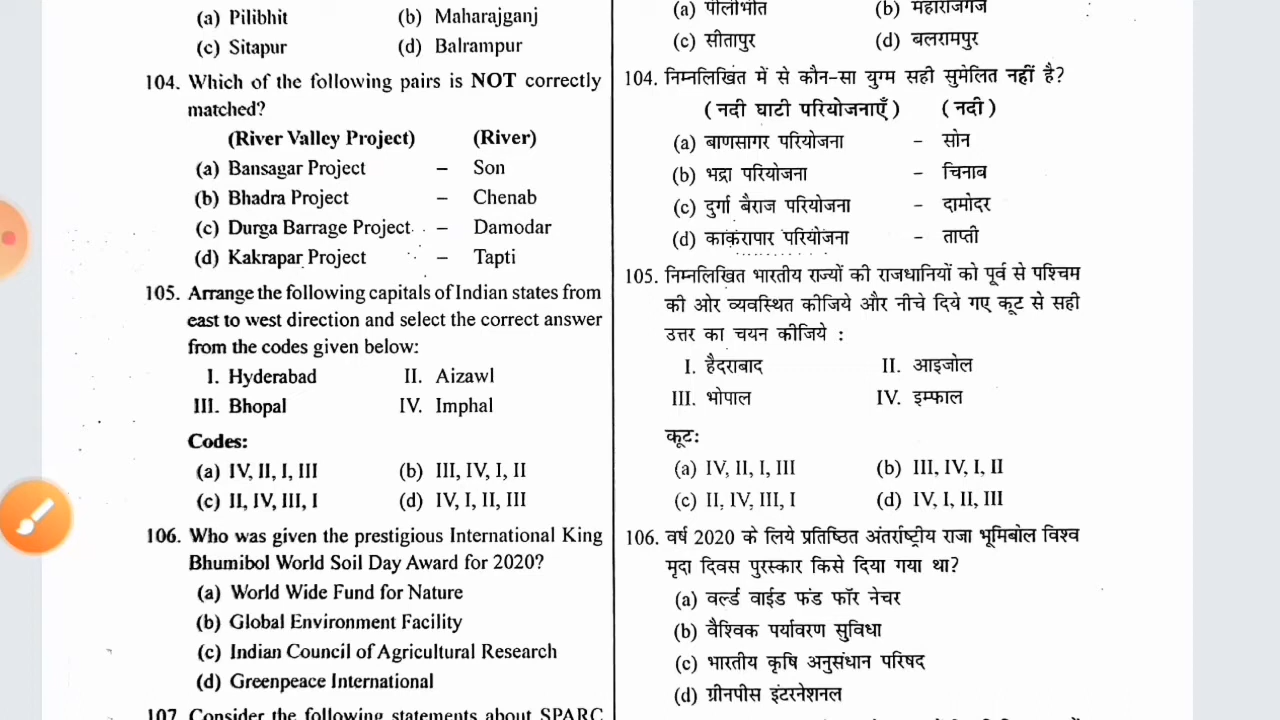 (a) Pilibhit (b) Maharajganj
(c) Sitapur (d) Balrampur
104. Which of the following pairs is NOT correctly
matched?
(River Valley Project) (River)
(a) Bansagar Project – Son
(b) Bhadra Project – Chenab
(c) Durga Barrage Project – Damodar
(d) Kakrapar Project – Tapti
105. Arrange the following capitals of Indian states from
east to west direction and select the correct answer
from the codes given below:
I. Hyderabad II. Aizawl
III. Bhopal IV. Imphal
Codes:
(a) IV, II, I, III (b) III, IV, I, II
(c) II, IV, III, I (d) IV, I, II, III
106. Who was given the prestigious International King
Bhumibol World Soil Day Award for 2020?
(a) World Wide Fund for Nature
(b) Global Environment Facility
(c) Indian Council of Agricultural Research
(d) Greenpeace International
107. Consider the following statements about SPARC
(a) पीलीभीत (b) महाराजगंज
(c) सीतापुर (d) बलरामपुर
104. निम्नलिखित में से कौन-सा युग्म सही सुमेलित नहीं है?
(नदी घाटी परियोजनाएँ) (नदी)
(a) बाणसागर परियोजना – सोन
(b) भद्रा परियोजना – चिनाब
(c) दुर्गा बैराज परियोजना – दामोदर
(d) काकरापार परियोजना – ताप्ती
105. निम्नलिखित भारतीय राज्यों की राजधानियों को पूर्व से पश्चिम
की ओर व्यवस्थित कीजिये और नीचे दिये गए कूट से सही
उत्तर का चयन कीजिये :
I. हैदराबाद II. आइजोल
III. भोपाल IV. इम्फाल
कूटः
(a) IV, II, I, III (b) III, IV, I, II
(c) II, IV, III, I (d) IV, I, II, III
106. वर्ष 2020 के लिये प्रतिष्ठित अंतर्राष्ट्रीय राजा भूमिबोल विश्व
मृदा दिवस पुरस्कार किसे दिया गया था?
(a) वर्ल्ड वाईड फंड फॉर नेचर
(b) वैश्विक पर्यावरण सुविधा
(c) भारतीय कृषि अनुसंधान परिषद
(d) ग्रीनपीस इंटरनेशनल